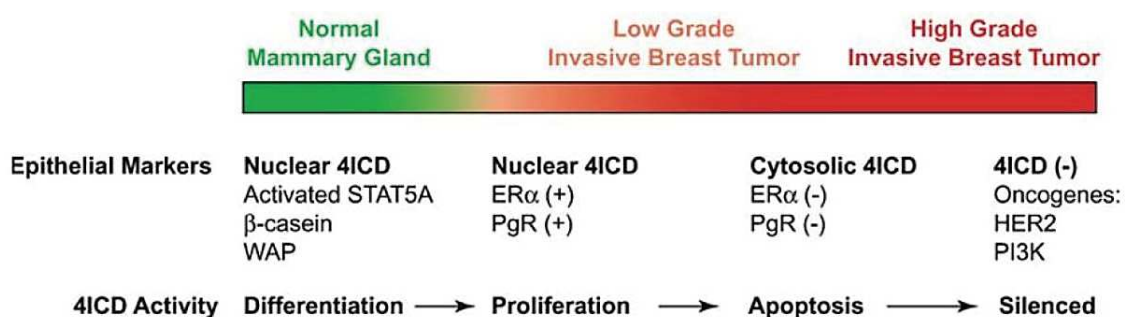 Normal
Mammary Gland
Low Grade
Invasive Breast Tumor
High Grade
Invasive Breast Tumor
Epithelial Markers
Nuclear 4ICD
Activated STAT5A
β-casein
WAP
Nuclear 4ICD
ERα (+)
PgR (+)
Cytosolic 4ICD
ERα (-)
PgR (-)
4ICD (-)
Oncogenes:
HER2
PI3K
4ICD Activity Differentiation → Proliferation → Apoptosis → Silenced